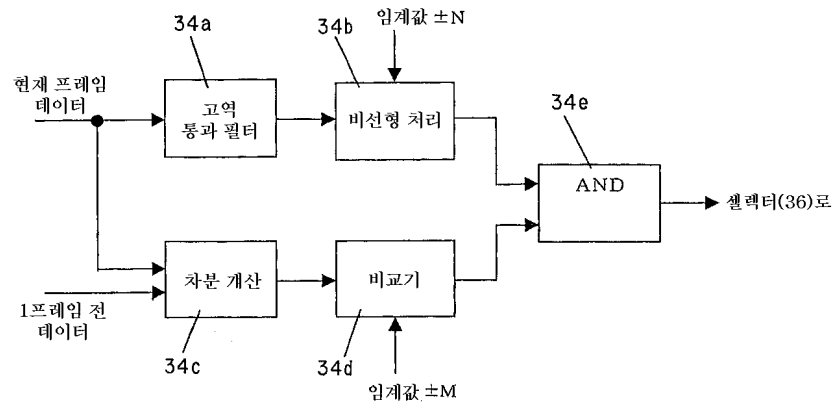 34a
임계값 ±N
34b
현재 프레임
데이터
고역
통과 필터
비선형 처리
34e
AND
셀렉터(36)로
차분 개산
비교기
1프레임 전
데이터
34c
34d
임계값 ±M